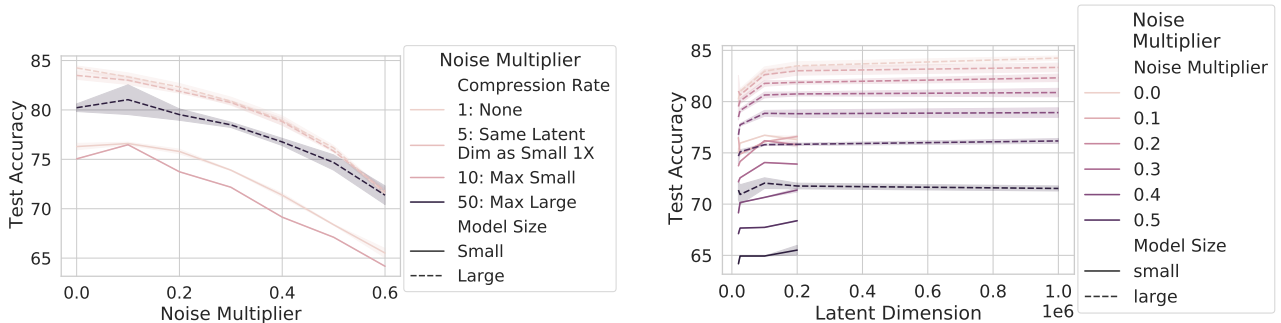 85
80
75
70
65
Test Accuracy
0.0 0.2 0.4 0.6
Noise Multiplier
Noise Multiplier
Compression Rate
1: None
5: Same Latent
Dim as Small 1X
10: Max Small
50: Max Large
Model Size
Small
Large
85
80
75
70
65
Test Accuracy
0.0 0.2 0.4 0.6 0.8 1.0
1e6
Latent Dimension
Noise
Multiplier
Noise Multiplier
0.0
0.1
0.2
0.3
0.4
0.5
Model Size
small
large